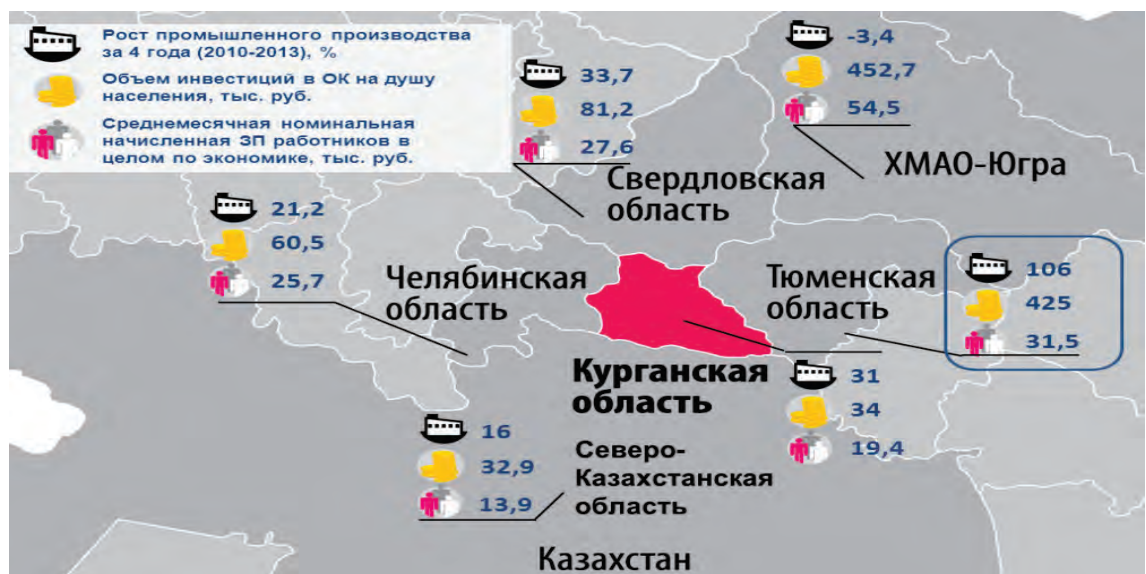 Рост промышленного производства
за 4 года (2010-2013), %
Объем инвестиций в ОК на душу
населения, тыс. руб.
Среднемесячная номинальная
начисленная ЗП работников в
целом по экономике, тыс. руб.
33,7
81,2
27,6
Свердловская
область
-3,4
452,7
54,5
ХМАО-Югра
21,2
60,5
25,7
Челябинская
область
Тюменская
область
106
425
31,5
Курганская
область
31
34
19,4
16
32,9
13,9
Северо-
Казахстанская
область
Казахстан